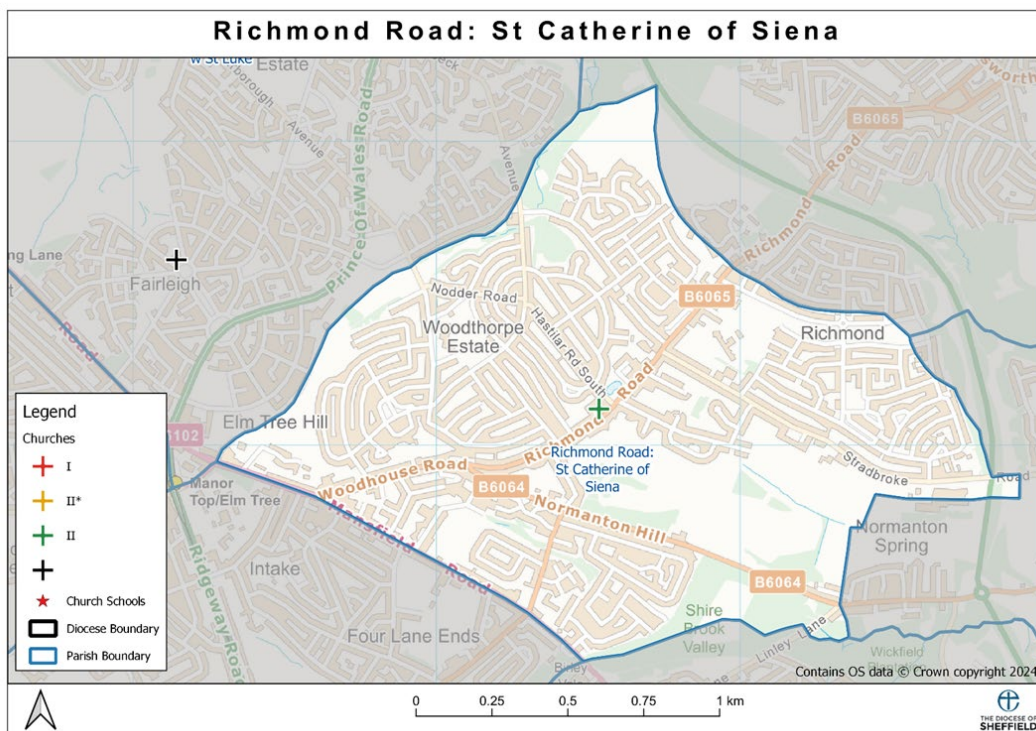 Richmond Road: St Catherine of Siena
w St Luke
Estate
Avenue
Prince Of Wales Road
Avenue
B6065
Richmond Road
Fairleigh
Road
Nodder Road
Woodthorpe
Estate
Hastilar Rd South
B6065
Richmond
Elm Tree Hill
Richmond Road
Richmond Road:
St Catherine of
Siena
Woodhouse Road
B6064
Stradbroke
Road
Manor
Top/Elm Tree
Mansfield Road
Normanton Hill
Normanton
Spring
Intake
Ridgeway Road
B6064
Four Lane Ends
Shire
Brook
Valley
Linley Lane
Wickfield
Legend
Churches
I
II*
II
Church Schools
Diocese Boundary
Parish Boundary
Contains OS data © Crown copyright 2024
0 0.25 0.5 0.75 1 km
THE DIOCESE OF
SHEFFIELD